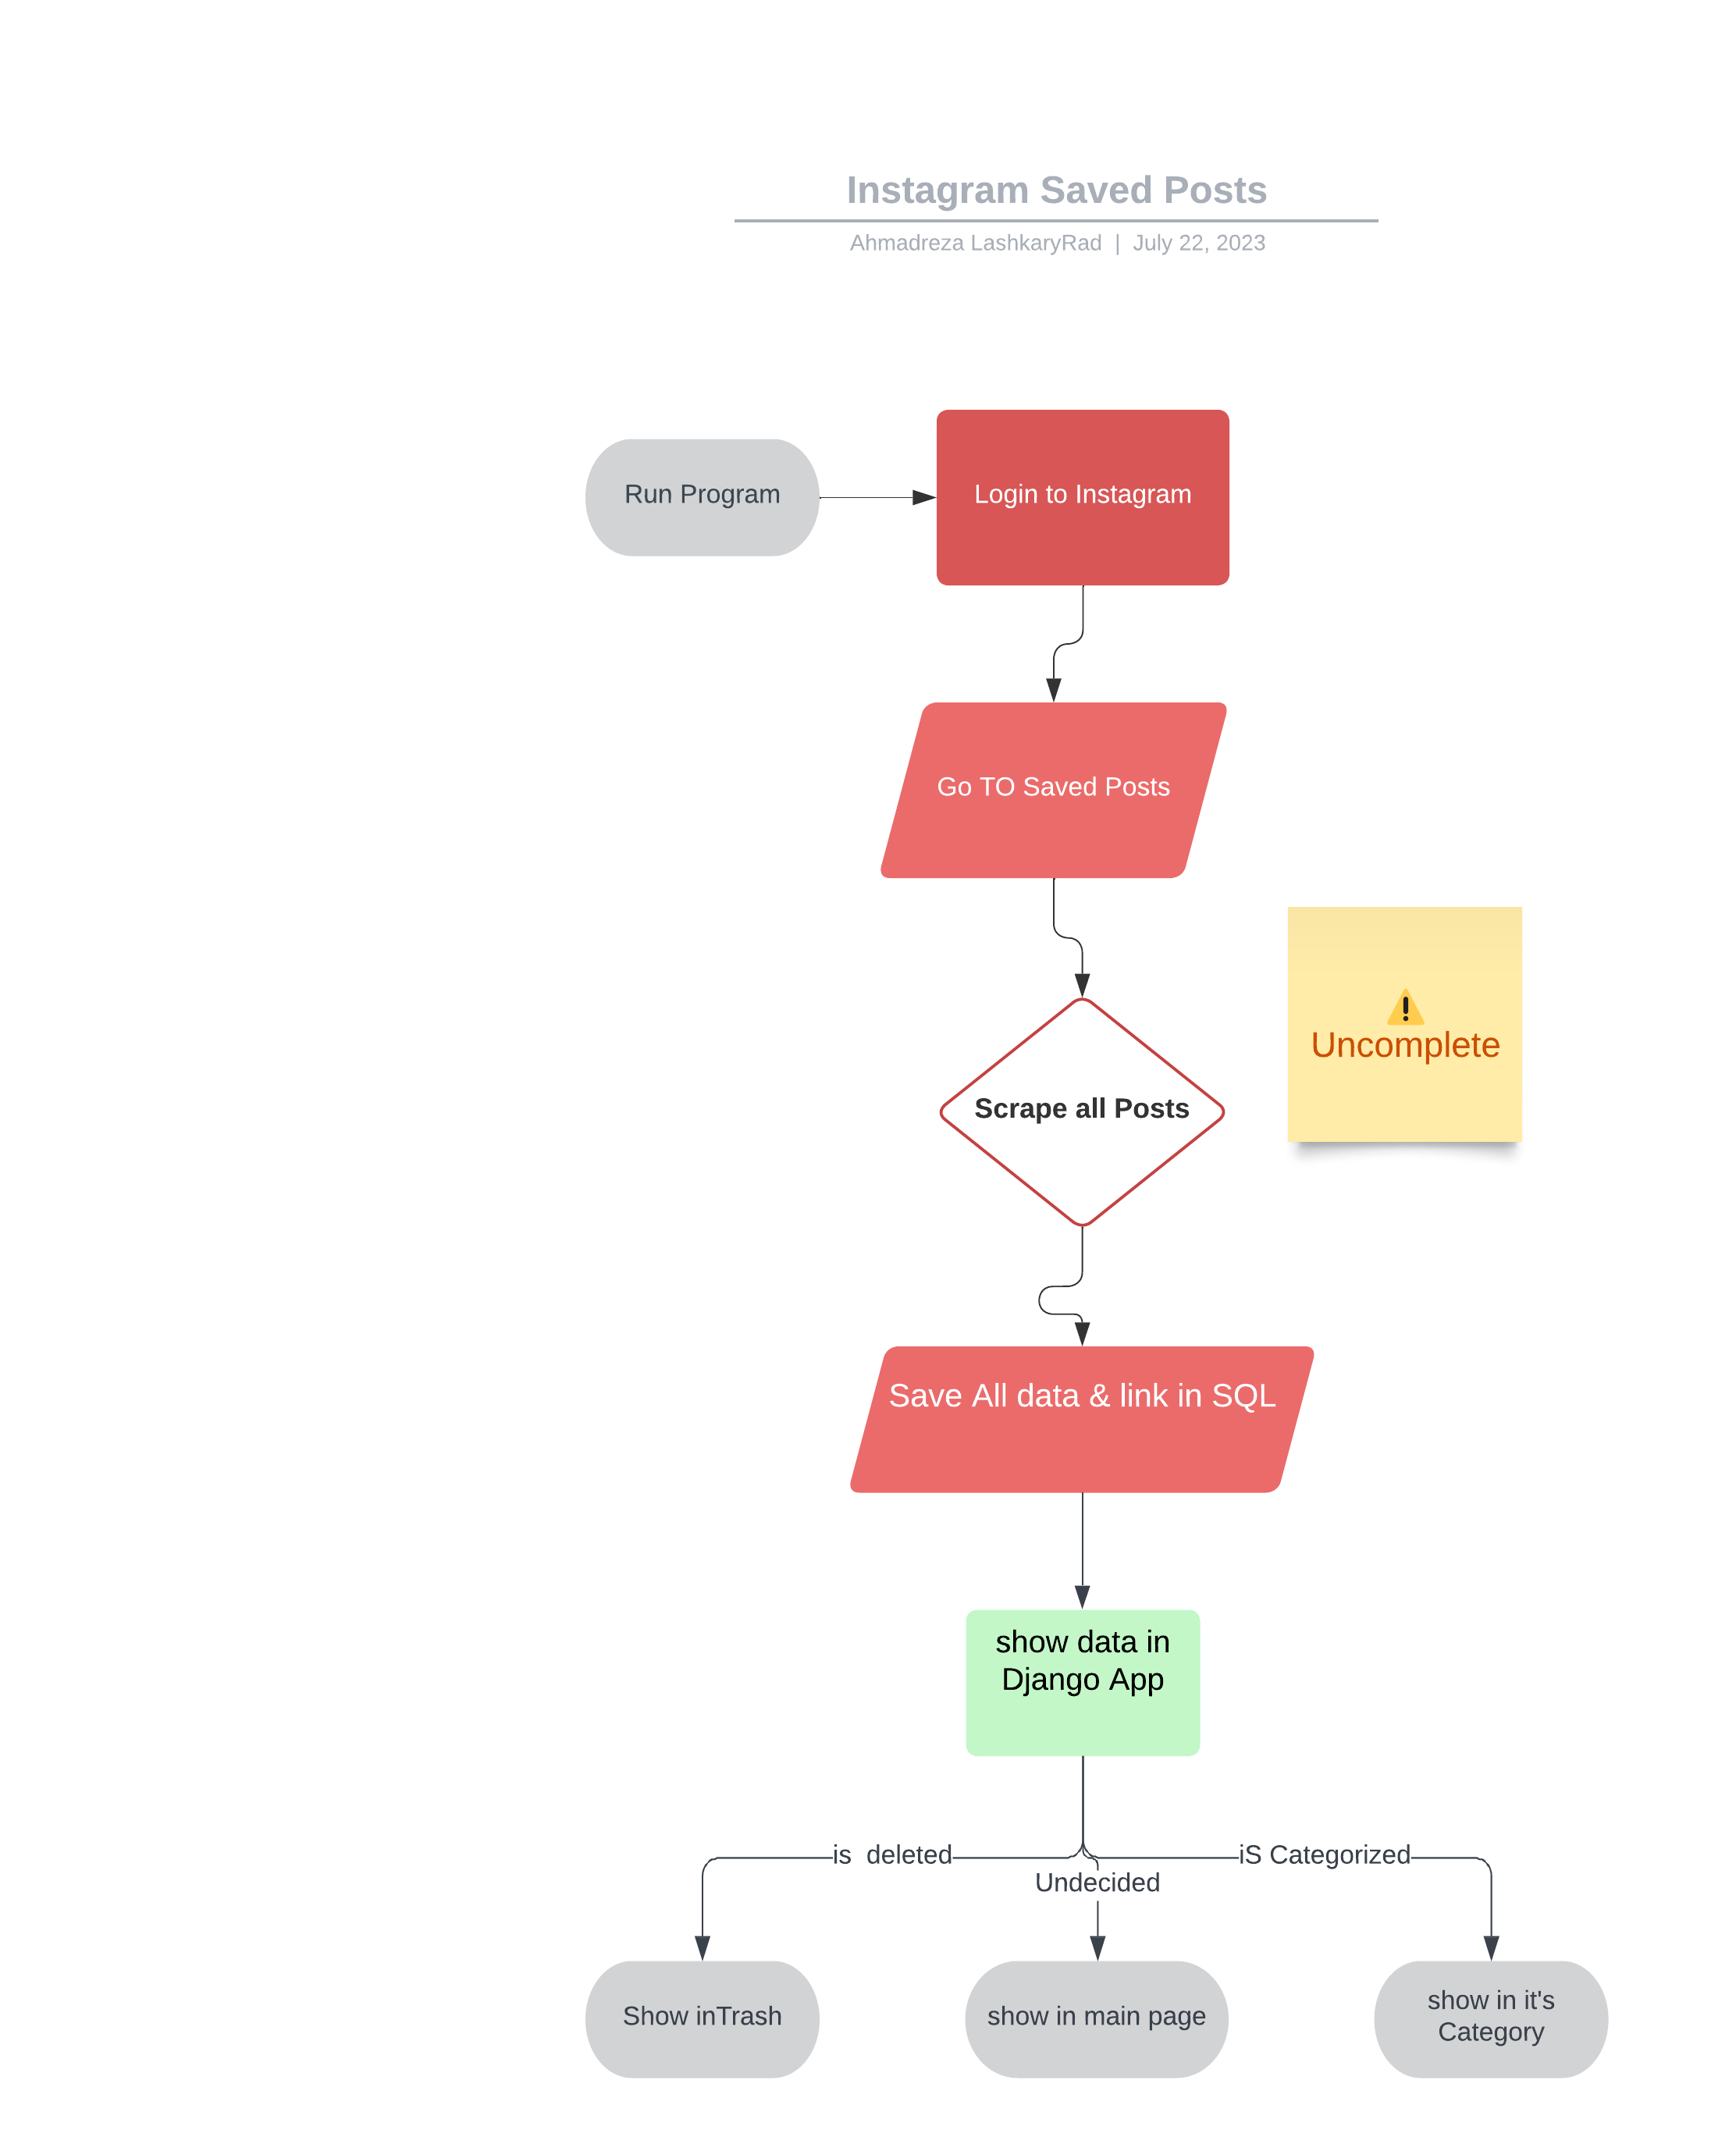 Instagram Saved Posts
Ahmadreza LashkaryRad | July 22, 2023
Run Program
Login to Instagram
Go TO Saved Posts
⚠️
Uncomplete
Scrape all Posts
Save All data & link in SQL
show data in
Django App
is  deleted
iS Categorized
Undecided
Show inTrash
show in main page
show in it's
Category